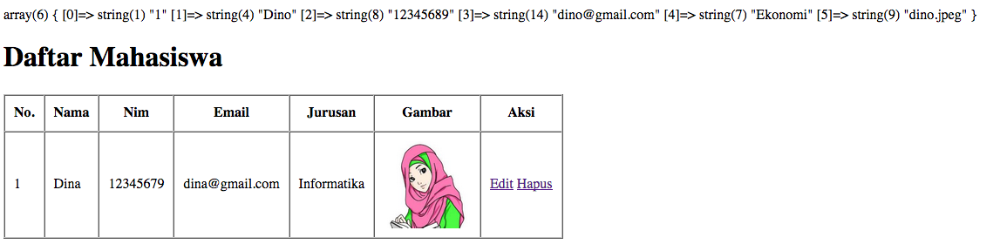 array(6) { [0]=> string(1) "1" [1]=> string(4) "Dino" [2]=> string(8) "12345689" [3]=> string(14) "dino@gmail.com" [4]=> string(7) "Ekonomi" [5]=> string(9) "dino.jpeg" }
Daftar Mahasiswa
No. Nama Nim Email Jurusan Gambar Aksi
1 Dina 12345679 dina@gmail.com Informatika Edit Hapus